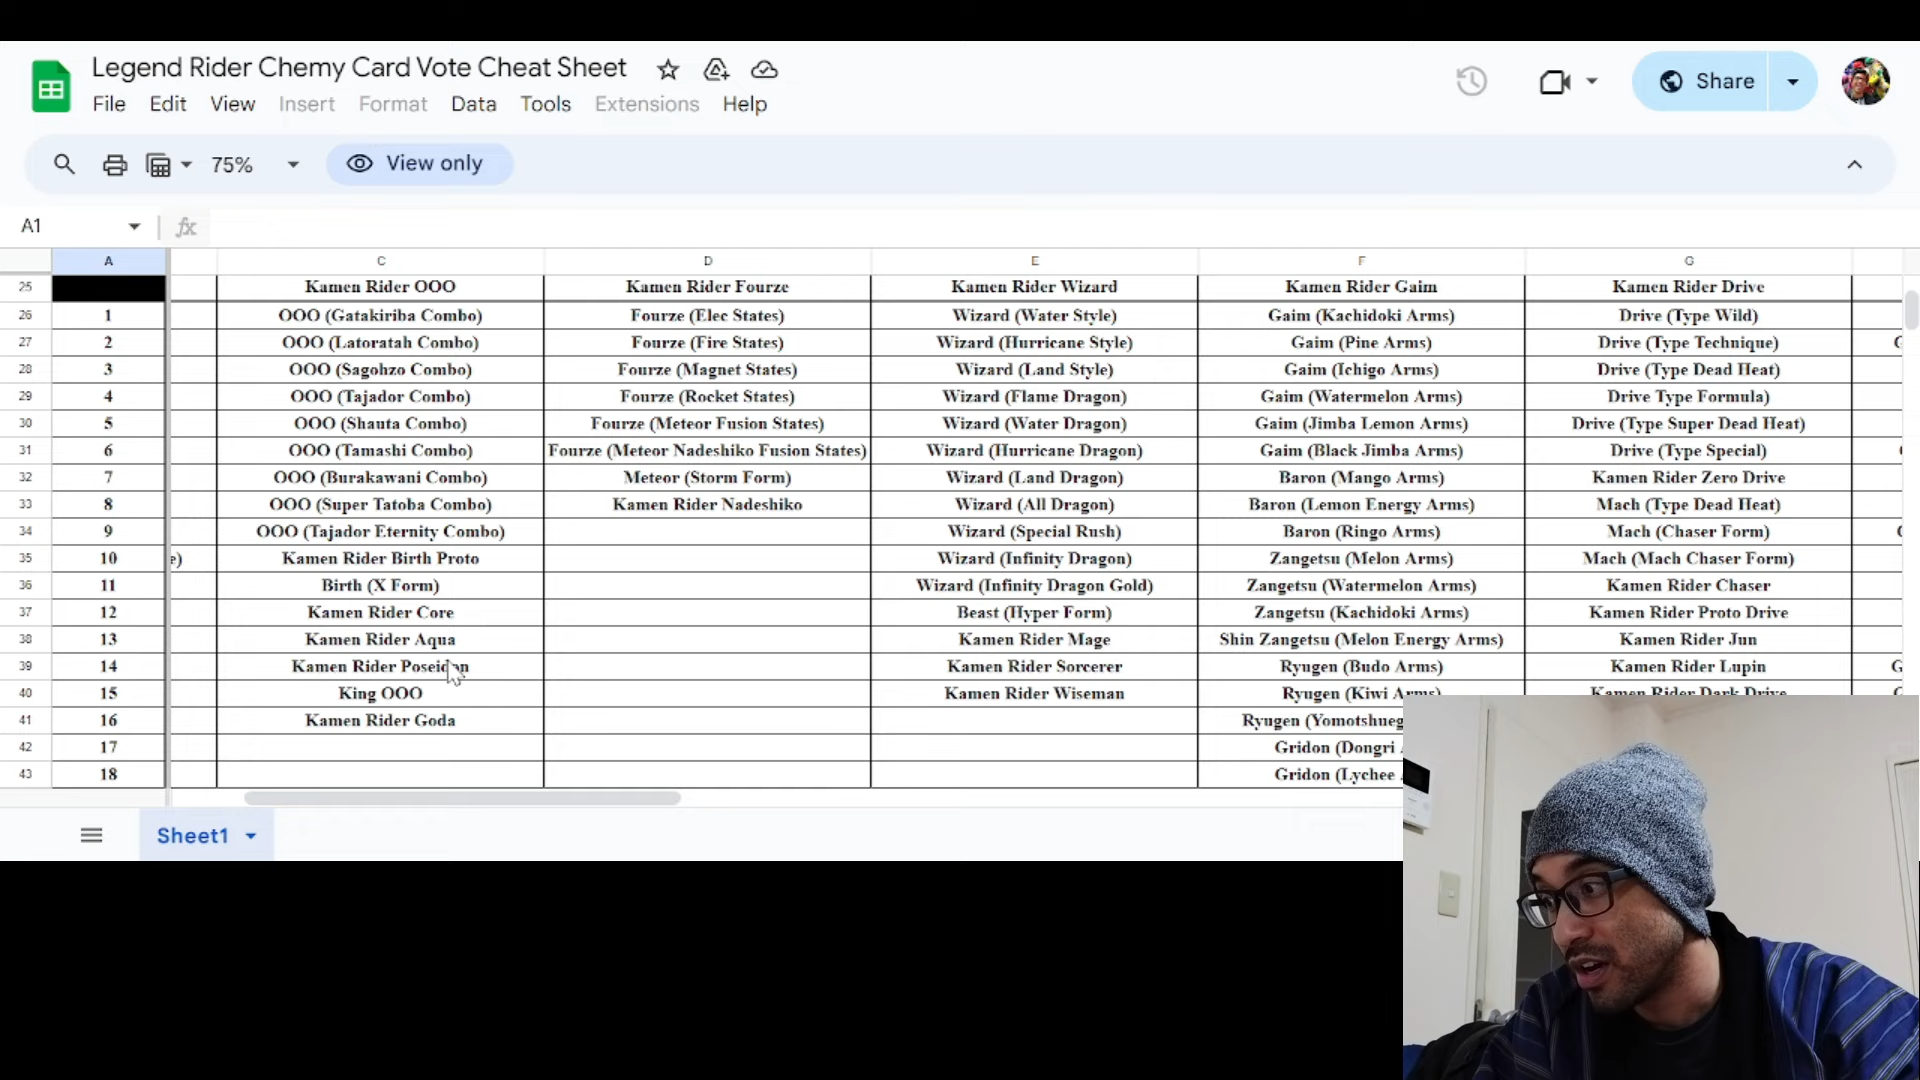 Legend Rider Chemy Card Vote Cheat Sheet
File Edit View Insert Format Data Tools Extensions Help
Share
75% View only
A1 fx
A C D E F G
25 Kamen Rider OOO Kamen Rider Fourze Kamen Rider Wizard Kamen Rider Gaim Kamen Rider Drive
26 1 OOO (Gatakiriba Combo) Fourze (Elec States) Wizard (Water Style) Gaim (Kachidoki Arms) Drive (Type Wild)
27 2 OOO (Latoratah Combo) Fourze (Fire States) Wizard (Hurricane Style) Gaim (Pine Arms) Drive (Type Technique)
28 3 OOO (Sagohzo Combo) Fourze (Magnet States) Wizard (Land Style) Gaim (Ichigo Arms) Drive (Type Dead Heat)
29 4 OOO (Tajador Combo) Fourze (Rocket States) Wizard (Flame Dragon) Gaim (Watermelon Arms) Drive Type Formula)
30 5 OOO (Shauta Combo) Fourze (Meteor Fusion States) Wizard (Water Dragon) Gaim (Jimba Lemon Arms) Drive (Type Super Dead Heat)
31 6 OOO (Tamashi Combo) Fourze (Meteor Nadeshiko Fusion States) Wizard (Hurricane Dragon) Gaim (Black Jimba Arms) Drive (Type Special)
32 7 OOO (Burakawani Combo) Meteor (Storm Form) Wizard (Land Dragon) Baron (Mango Arms) Kamen Rider Zero Drive
33 8 OOO (Super Tatoba Combo) Kamen Rider Nadeshiko Wizard (All Dragon) Baron (Lemon Energy Arms) Mach (Type Dead Heat)
34 9 OOO (Tajador Eternity Combo) Wizard (Special Rush) Baron (Ringo Arms) Mach (Chaser Form)
35 10 e) Kamen Rider Birth Proto Wizard (Infinity Dragon) Zangetsu (Melon Arms) Mach (Mach Chaser Form)
36 11 Birth (X Form) Wizard (Infinity Dragon Gold) Zangetsu (Watermelon Arms) Kamen Rider Chaser
37 12 Kamen Rider Core Beast (Hyper Form) Zangetsu (Kachidoki Arms) Kamen Rider Proto Drive
38 13 Kamen Rider Aqua Kamen Rider Mage Shin Zangetsu (Melon Energy Arms) Kamen Rider Jun
39 14 Kamen Rider Poseidon Kamen Rider Sorcerer Ryugen (Budo Arms) Kamen Rider Lupin
40 15 King OOO Kamen Rider Wiseman Ryugen (Kiwi Arms) Kamen Rider Dark Drive
41 16 Kamen Rider Goda Ryugen (Yomotshueg
42 17 Gridon (Dongri
43 18 Gridon (Lychee
Sheet1